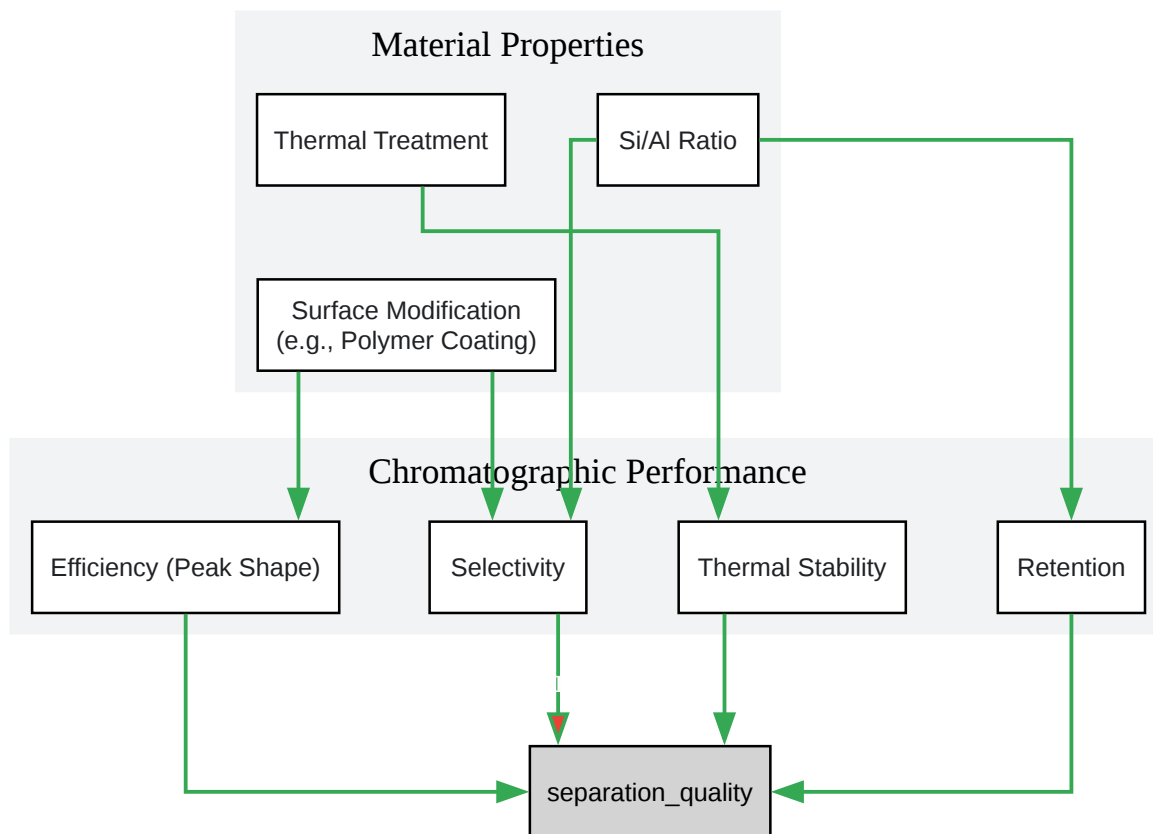 Material Properties
Thermal Treatment
Si/Al Ratio
Surface Modification
(e.g., Polymer Coating)
Chromatographic Performance
Efficiency (Peak Shape)
Selectivity
Thermal Stability
Retention
separation_quality